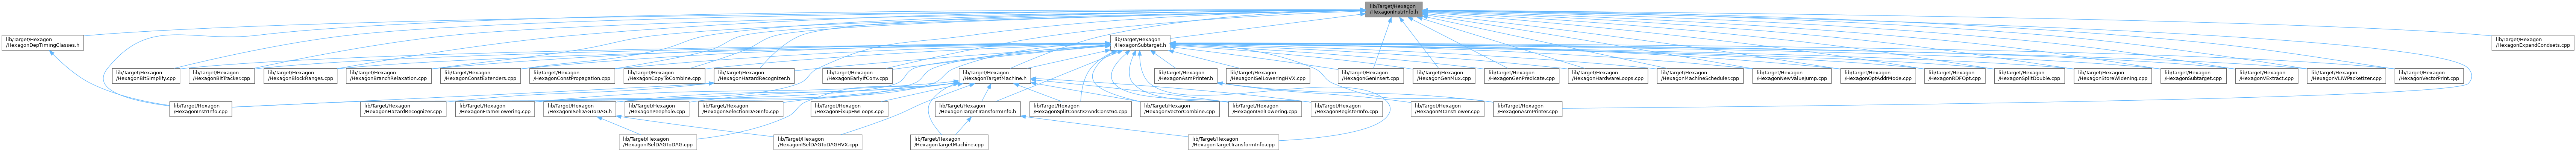 lib/Target/Hexagon
/HexagonInstrInfo.h
lib/Target/Hexagon
/HexagonDepTimingClasses.h
lib/Target/Hexagon
/HexagonSubtarget.h
lib/Target/Hexagon
/HexagonExpandCondsets.cpp
lib/Target/Hexagon
/HexagonBitSimplify.cpp
lib/Target/Hexagon
/HexagonBitTracker.cpp
lib/Target/Hexagon
/HexagonBlockRanges.cpp
lib/Target/Hexagon
/HexagonBranchRelaxation.cpp
lib/Target/Hexagon
/HexagonConstExtenders.cpp
lib/Target/Hexagon
/HexagonConstPropagation.cpp
lib/Target/Hexagon
/HexagonCopyToCombine.cpp
lib/Target/Hexagon
/HexagonHazardRecognizer.h
lib/Target/Hexagon
/HexagonEarlyIfConv.cpp
lib/Target/Hexagon
/HexagonTargetMachine.h
lib/Target/Hexagon
/HexagonAsmPrinter.h
lib/Target/Hexagon
/HexagonISelLoweringHVX.cpp
lib/Target/Hexagon
/HexagonGenInsert.cpp
lib/Target/Hexagon
/HexagonGenMux.cpp
lib/Target/Hexagon
/HexagonGenPredicate.cpp
lib/Target/Hexagon
/HexagonHardwareLoops.cpp
lib/Target/Hexagon
/HexagonMachineScheduler.cpp
lib/Target/Hexagon
/HexagonNewValueJump.cpp
lib/Target/Hexagon
/HexagonOptAddrMode.cpp
lib/Target/Hexagon
/HexagonRDFOpt.cpp
lib/Target/Hexagon
/HexagonSplitDouble.cpp
lib/Target/Hexagon
/HexagonStoreWidening.cpp
lib/Target/Hexagon
/HexagonSubtarget.cpp
lib/Target/Hexagon
/HexagonVExtract.cpp
lib/Target/Hexagon
/HexagonVLIWPacketizer.cpp
lib/Target/Hexagon
/HexagonVectorPrint.cpp
lib/Target/Hexagon
/HexagonInstrInfo.cpp
lib/Target/Hexagon
/HexagonHazardRecognizer.cpp
lib/Target/Hexagon
/HexagonFrameLowering.cpp
lib/Target/Hexagon
/HexagonISelDAGToDAG.h
lib/Target/Hexagon
/HexagonPeephole.cpp
lib/Target/Hexagon
/HexagonSelectionDAGInfo.cpp
lib/Target/Hexagon
/HexagonFixupHwLoops.cpp
lib/Target/Hexagon
/HexagonTargetTransformInfo.h
lib/Target/Hexagon
/HexagonSplitConst32AndConst64.cpp
lib/Target/Hexagon
/HexagonVectorCombine.cpp
lib/Target/Hexagon
/HexagonISelLowering.cpp
lib/Target/Hexagon
/HexagonRegisterInfo.cpp
lib/Target/Hexagon
/HexagonMCInstLower.cpp
lib/Target/Hexagon
/HexagonAsmPrinter.cpp
lib/Target/Hexagon
/HexagonISelDAGToDAG.cpp
lib/Target/Hexagon
/HexagonISelDAGToDAGHVX.cpp
lib/Target/Hexagon
/HexagonTargetMachine.cpp
lib/Target/Hexagon
/HexagonTargetTransformInfo.cpp